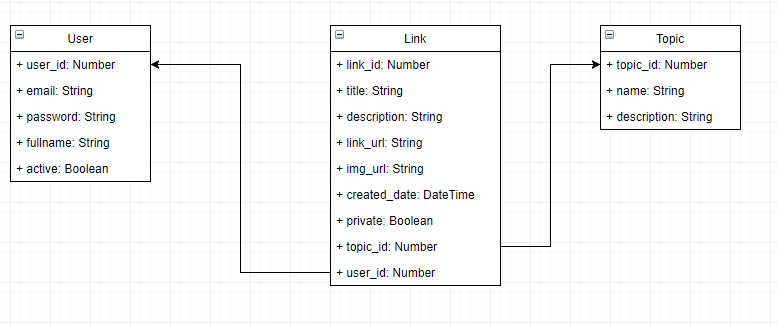 User
+ user_id: Number
+ email: String
+ password: String
+ fullname: String
+ active: Boolean
Link
+ link_id: Number
+ title: String
+ description: String
+ link_url: String
+ img_url: String
+ created_date: DateTime
+ private: Boolean
+ topic_id: Number
+ user_id: Number
Topic
+ topic_id: Number
+ name: String
+ description: String